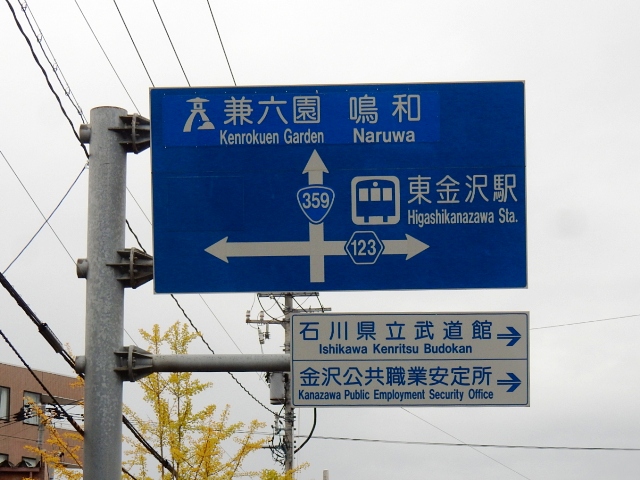 兼六園 鳴和
Kenrokuen Garden Naruwa
359
東金沢駅
Higashikanazawa Sta.
123
石川県立武道館
Ishikawa Kenritsu Budokan
金沢公共職業安定所
Kanazawa Public Employment Security Office